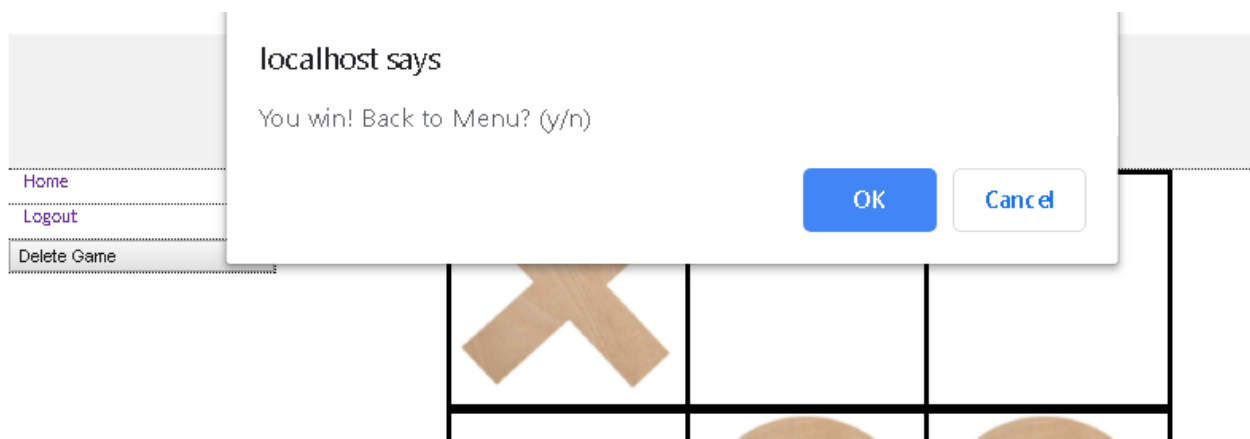 localhost says
You win! Back to Menu? (y/n)
OK
Cancel
Home
Logout
Delete Game